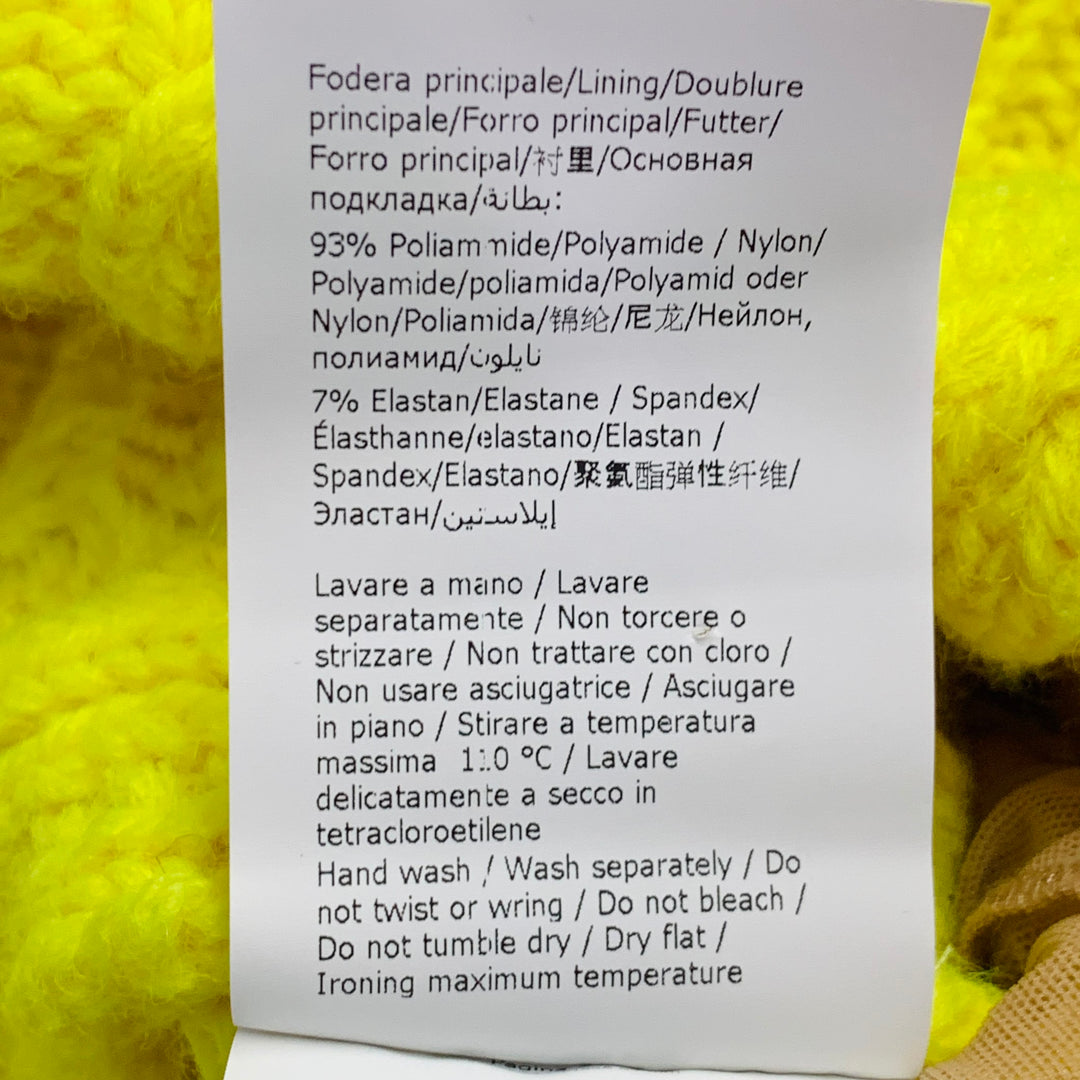 Fodera principale/Lining/Doublure
principale/Forro principal/Futter/
Forro principal/衬里/Основная
подкладка/بطانة:
93% Poliammide/Polyamide / Nylon/
Polyamide/poliamida/Polyamid oder
Nylon/Poliamida/锦纶/尼龙/Нейлон,
полиамид/نايلون
7% Elastan/Elastane / Spandex/
Élasthanne/elastano/Elastan /
Spandex/Elastano/聚氨酯弹性纤维/
Эластан/إيلاستين
Lavare a mano / Lavare
separatamente / Non torcere o
strizzare / Non trattare con cloro /
Non usare asciugatrice / Asciugare
in piano / Stirare a temperatura
massima 110 °C / Lavare
delicatamente a secco in
tetracloroetilene
Hand wash / Wash separately / Do
not twist or wring / Do not bleach /
Do not tumble dry / Dry flat /
Ironing maximum temperature